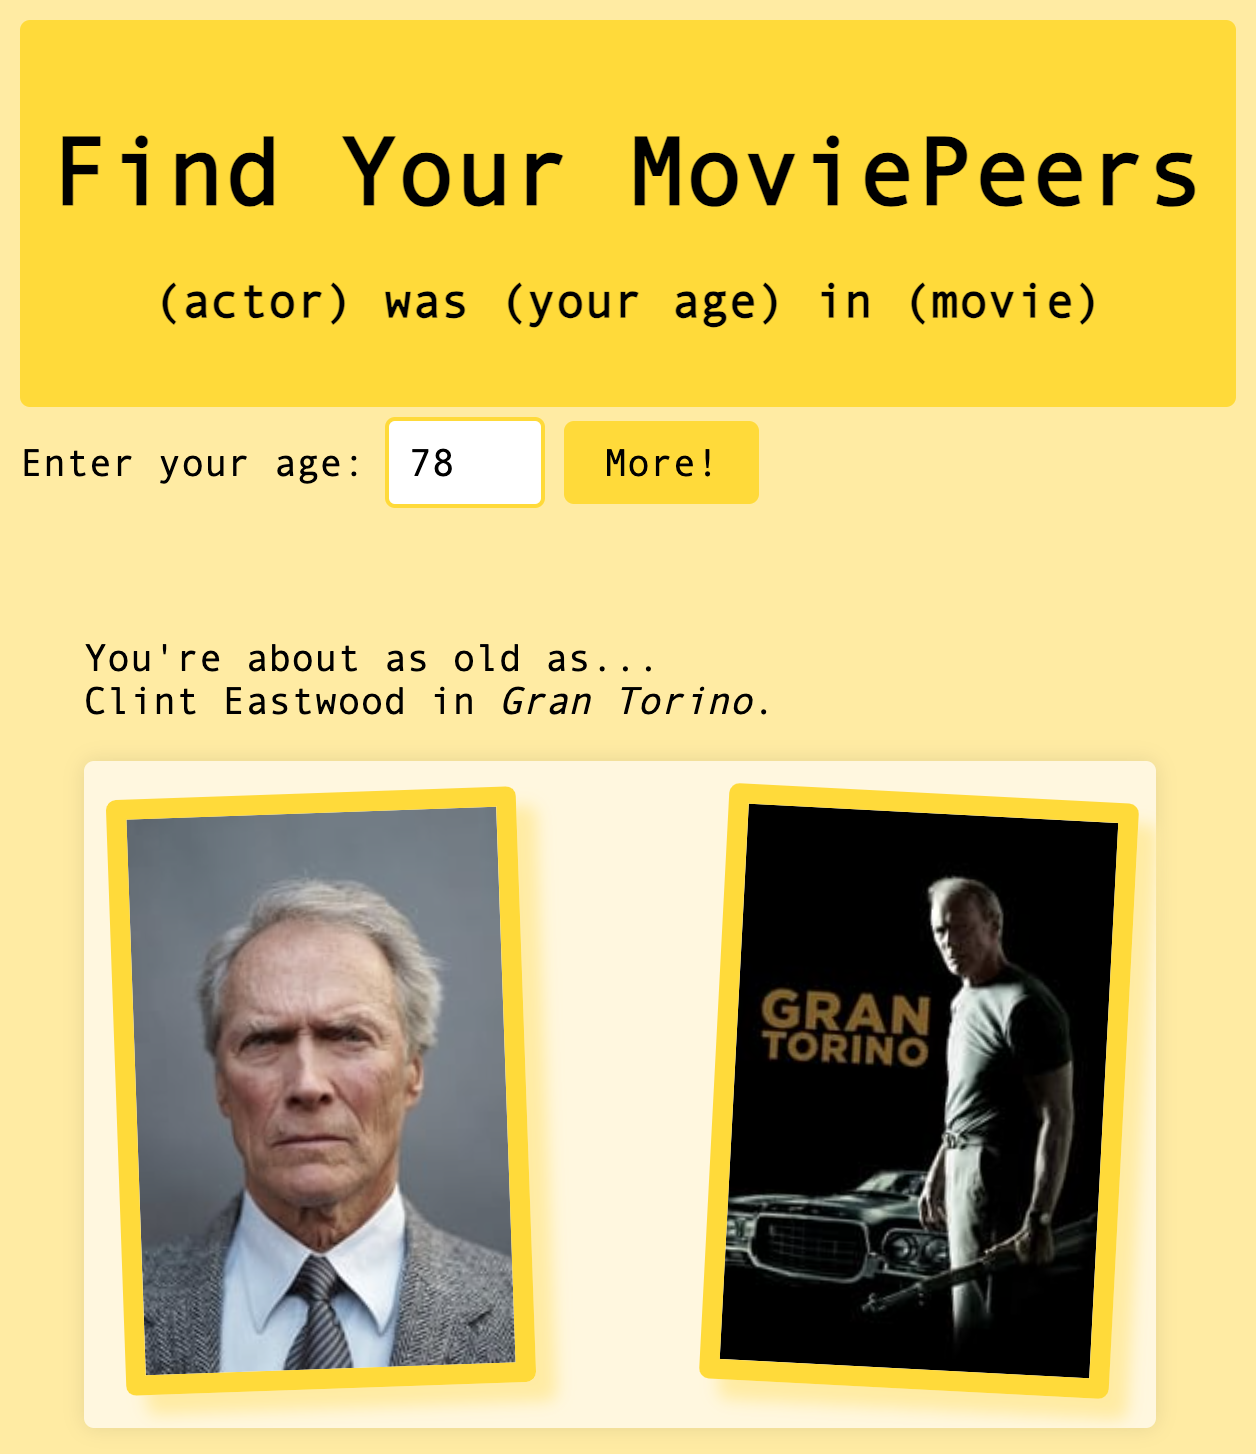 Find Your MoviePeers
(actor) was (your age) in (movie)
Enter your age: 78 More!
You're about as old as...
Clint Eastwood in Gran Torino.
GRAN
TORINO